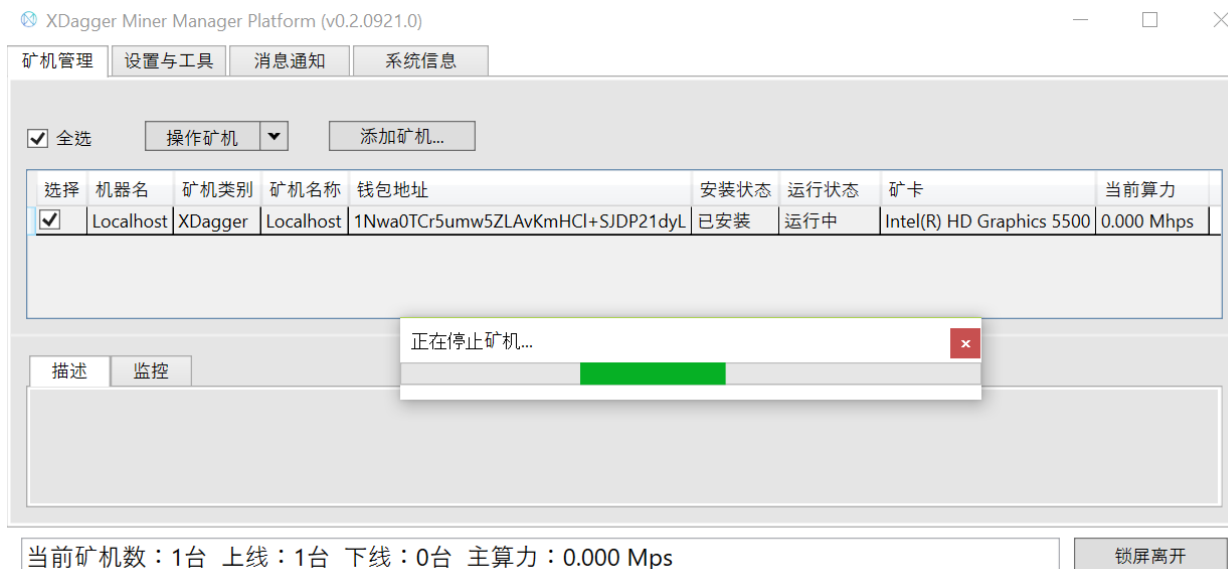 XDagger Miner Manager Platform (v0.2.0921.0)
矿机管理 设置与工具 消息通知 系统信息
全选 操作矿机 添加矿机...
选择 机器名 矿机类别 矿机名称 钱包地址 安装状态 运行状态 矿卡 当前算力
Localhost XDagger Localhost 1Nwa0TCr5umw5ZLAvKmHCl+SJDP21dyL 已安装 运行中 Intel(R) HD Graphics 5500 0.000 Mhps
正在停止矿机...
描述 监控
当前矿机数：1台 上线：1台 下线：0台 主算力：0.000 Mps 锁屏离开